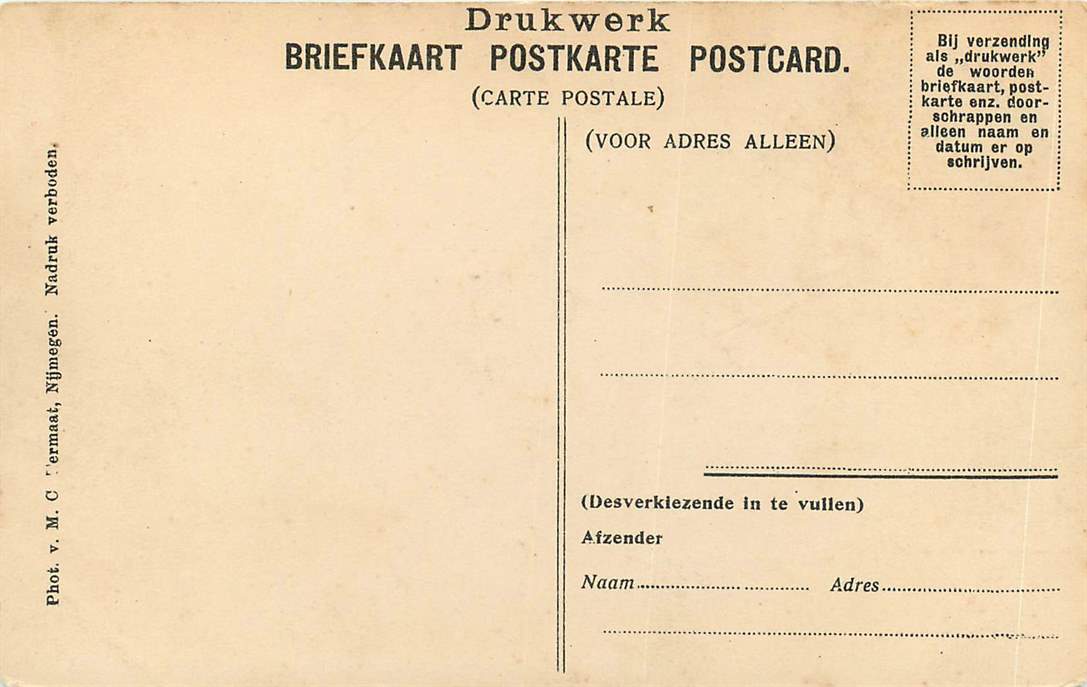 Drukwerk
BRIEFKAART POSTKARTE POSTCARD.
(CARTE POSTALE)
(VOOR ADRES ALLEEN)
Bij verzending
als „drukwerk”
de woorden
briefkaart, post-
karte enz. door-
schrappen en
alleen naam en
datum er op
schrijven.
Phot. v. M. C Termaat, Nijmegen. Nadruk verboden.
(Desverkiezende in te vullen)
Afzender
Naam Adres